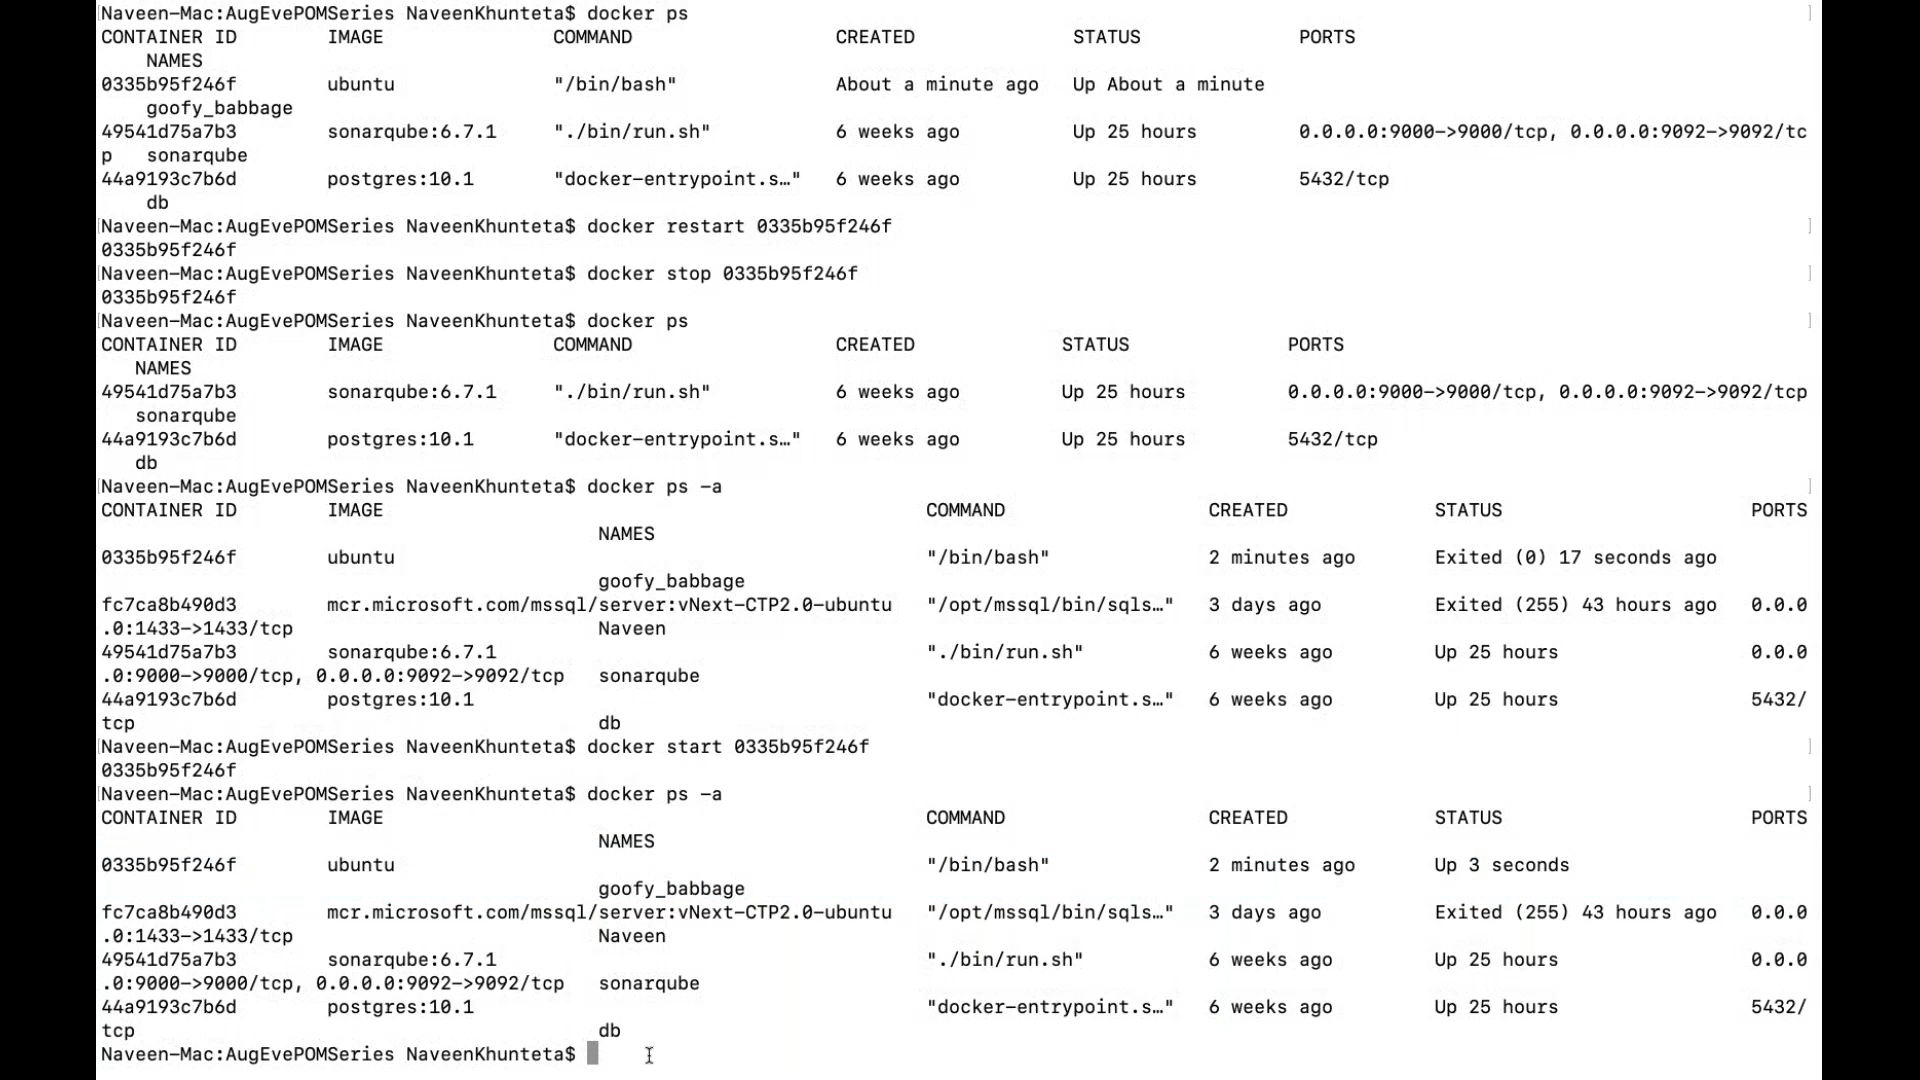 Naveen-Mac:AugEvePOMSeries NaveenKhunteta$ docker ps
CONTAINER ID        IMAGE               COMMAND                  CREATED              STATUS              PORTS
    NAMES
0335b95f246f        ubuntu              "/bin/bash"              About a minute ago   Up About a minute
    goofy_babbage
49541d75a7b3        sonarqube:6.7.1     "./bin/run.sh"           6 weeks ago          Up 25 hours         0.0.0.0:9000->9000/tcp, 0.0.0.0:9092->9092/tc
p   sonarqube
44a9193c7b6d        postgres:10.1       "docker-entrypoint.s…"   6 weeks ago          Up 25 hours         5432/tcp
    db
Naveen-Mac:AugEvePOMSeries NaveenKhunteta$ docker restart 0335b95f246f
0335b95f246f
Naveen-Mac:AugEvePOMSeries NaveenKhunteta$ docker stop 0335b95f246f
0335b95f246f
Naveen-Mac:AugEvePOMSeries NaveenKhunteta$ docker ps
CONTAINER ID        IMAGE               COMMAND                  CREATED             STATUS              PORTS
   NAMES
49541d75a7b3        sonarqube:6.7.1     "./bin/run.sh"           6 weeks ago         Up 25 hours         0.0.0.0:9000->9000/tcp, 0.0.0.0:9092->9092/tcp
   sonarqube
44a9193c7b6d        postgres:10.1       "docker-entrypoint.s…"   6 weeks ago         Up 25 hours         5432/tcp
   db
Naveen-Mac:AugEvePOMSeries NaveenKhunteta$ docker ps -a
CONTAINER ID        IMAGE                                                COMMAND                  CREATED             STATUS                      PORTS
                                            NAMES
0335b95f246f        ubuntu                                               "/bin/bash"              2 minutes ago       Exited (0) 17 seconds ago
                                            goofy_babbage
fc7ca8b490d3        mcr.microsoft.com/mssql/server:vNext-CTP2.0-ubuntu   "/opt/mssql/bin/sqls…"   3 days ago          Exited (255) 43 hours ago   0.0.0
.0:1433->1433/tcp                           Naveen
49541d75a7b3        sonarqube:6.7.1                                      "./bin/run.sh"           6 weeks ago         Up 25 hours                 0.0.0
.0:9000->9000/tcp, 0.0.0.0:9092->9092/tcp   sonarqube
44a9193c7b6d        postgres:10.1                                        "docker-entrypoint.s…"   6 weeks ago         Up 25 hours                 5432/
tcp                                         db
Naveen-Mac:AugEvePOMSeries NaveenKhunteta$ docker start 0335b95f246f
0335b95f246f
Naveen-Mac:AugEvePOMSeries NaveenKhunteta$ docker ps -a
CONTAINER ID        IMAGE                                                COMMAND                  CREATED             STATUS                      PORTS
                                            NAMES
0335b95f246f        ubuntu                                               "/bin/bash"              2 minutes ago       Up 3 seconds
                                            goofy_babbage
fc7ca8b490d3        mcr.microsoft.com/mssql/server:vNext-CTP2.0-ubuntu   "/opt/mssql/bin/sqls…"   3 days ago          Exited (255) 43 hours ago   0.0.0
.0:1433->1433/tcp                           Naveen
49541d75a7b3        sonarqube:6.7.1                                      "./bin/run.sh"           6 weeks ago         Up 25 hours                 0.0.0
.0:9000->9000/tcp, 0.0.0.0:9092->9092/tcp   sonarqube
44a9193c7b6d        postgres:10.1                                        "docker-entrypoint.s…"   6 weeks ago         Up 25 hours                 5432/
tcp                                         db
Naveen-Mac:AugEvePOMSeries NaveenKhunteta$